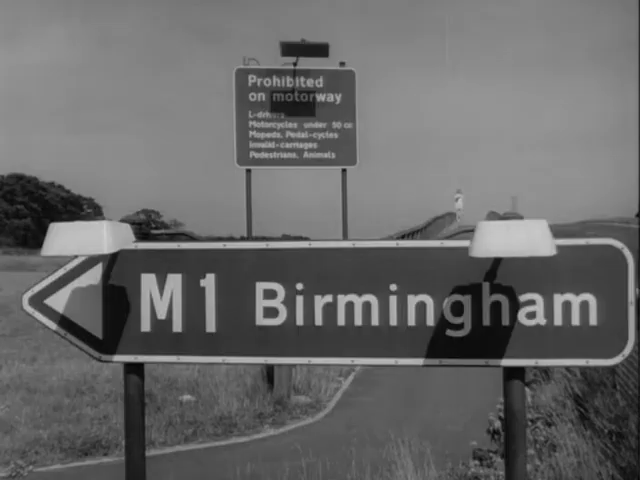 Prohibited
on motorway
L-drivers
Motorcycles under 50 cc
Mopeds, Pedal-cycles
Invalid-carriages
Pedestrians, Animals
M1 Birmingham